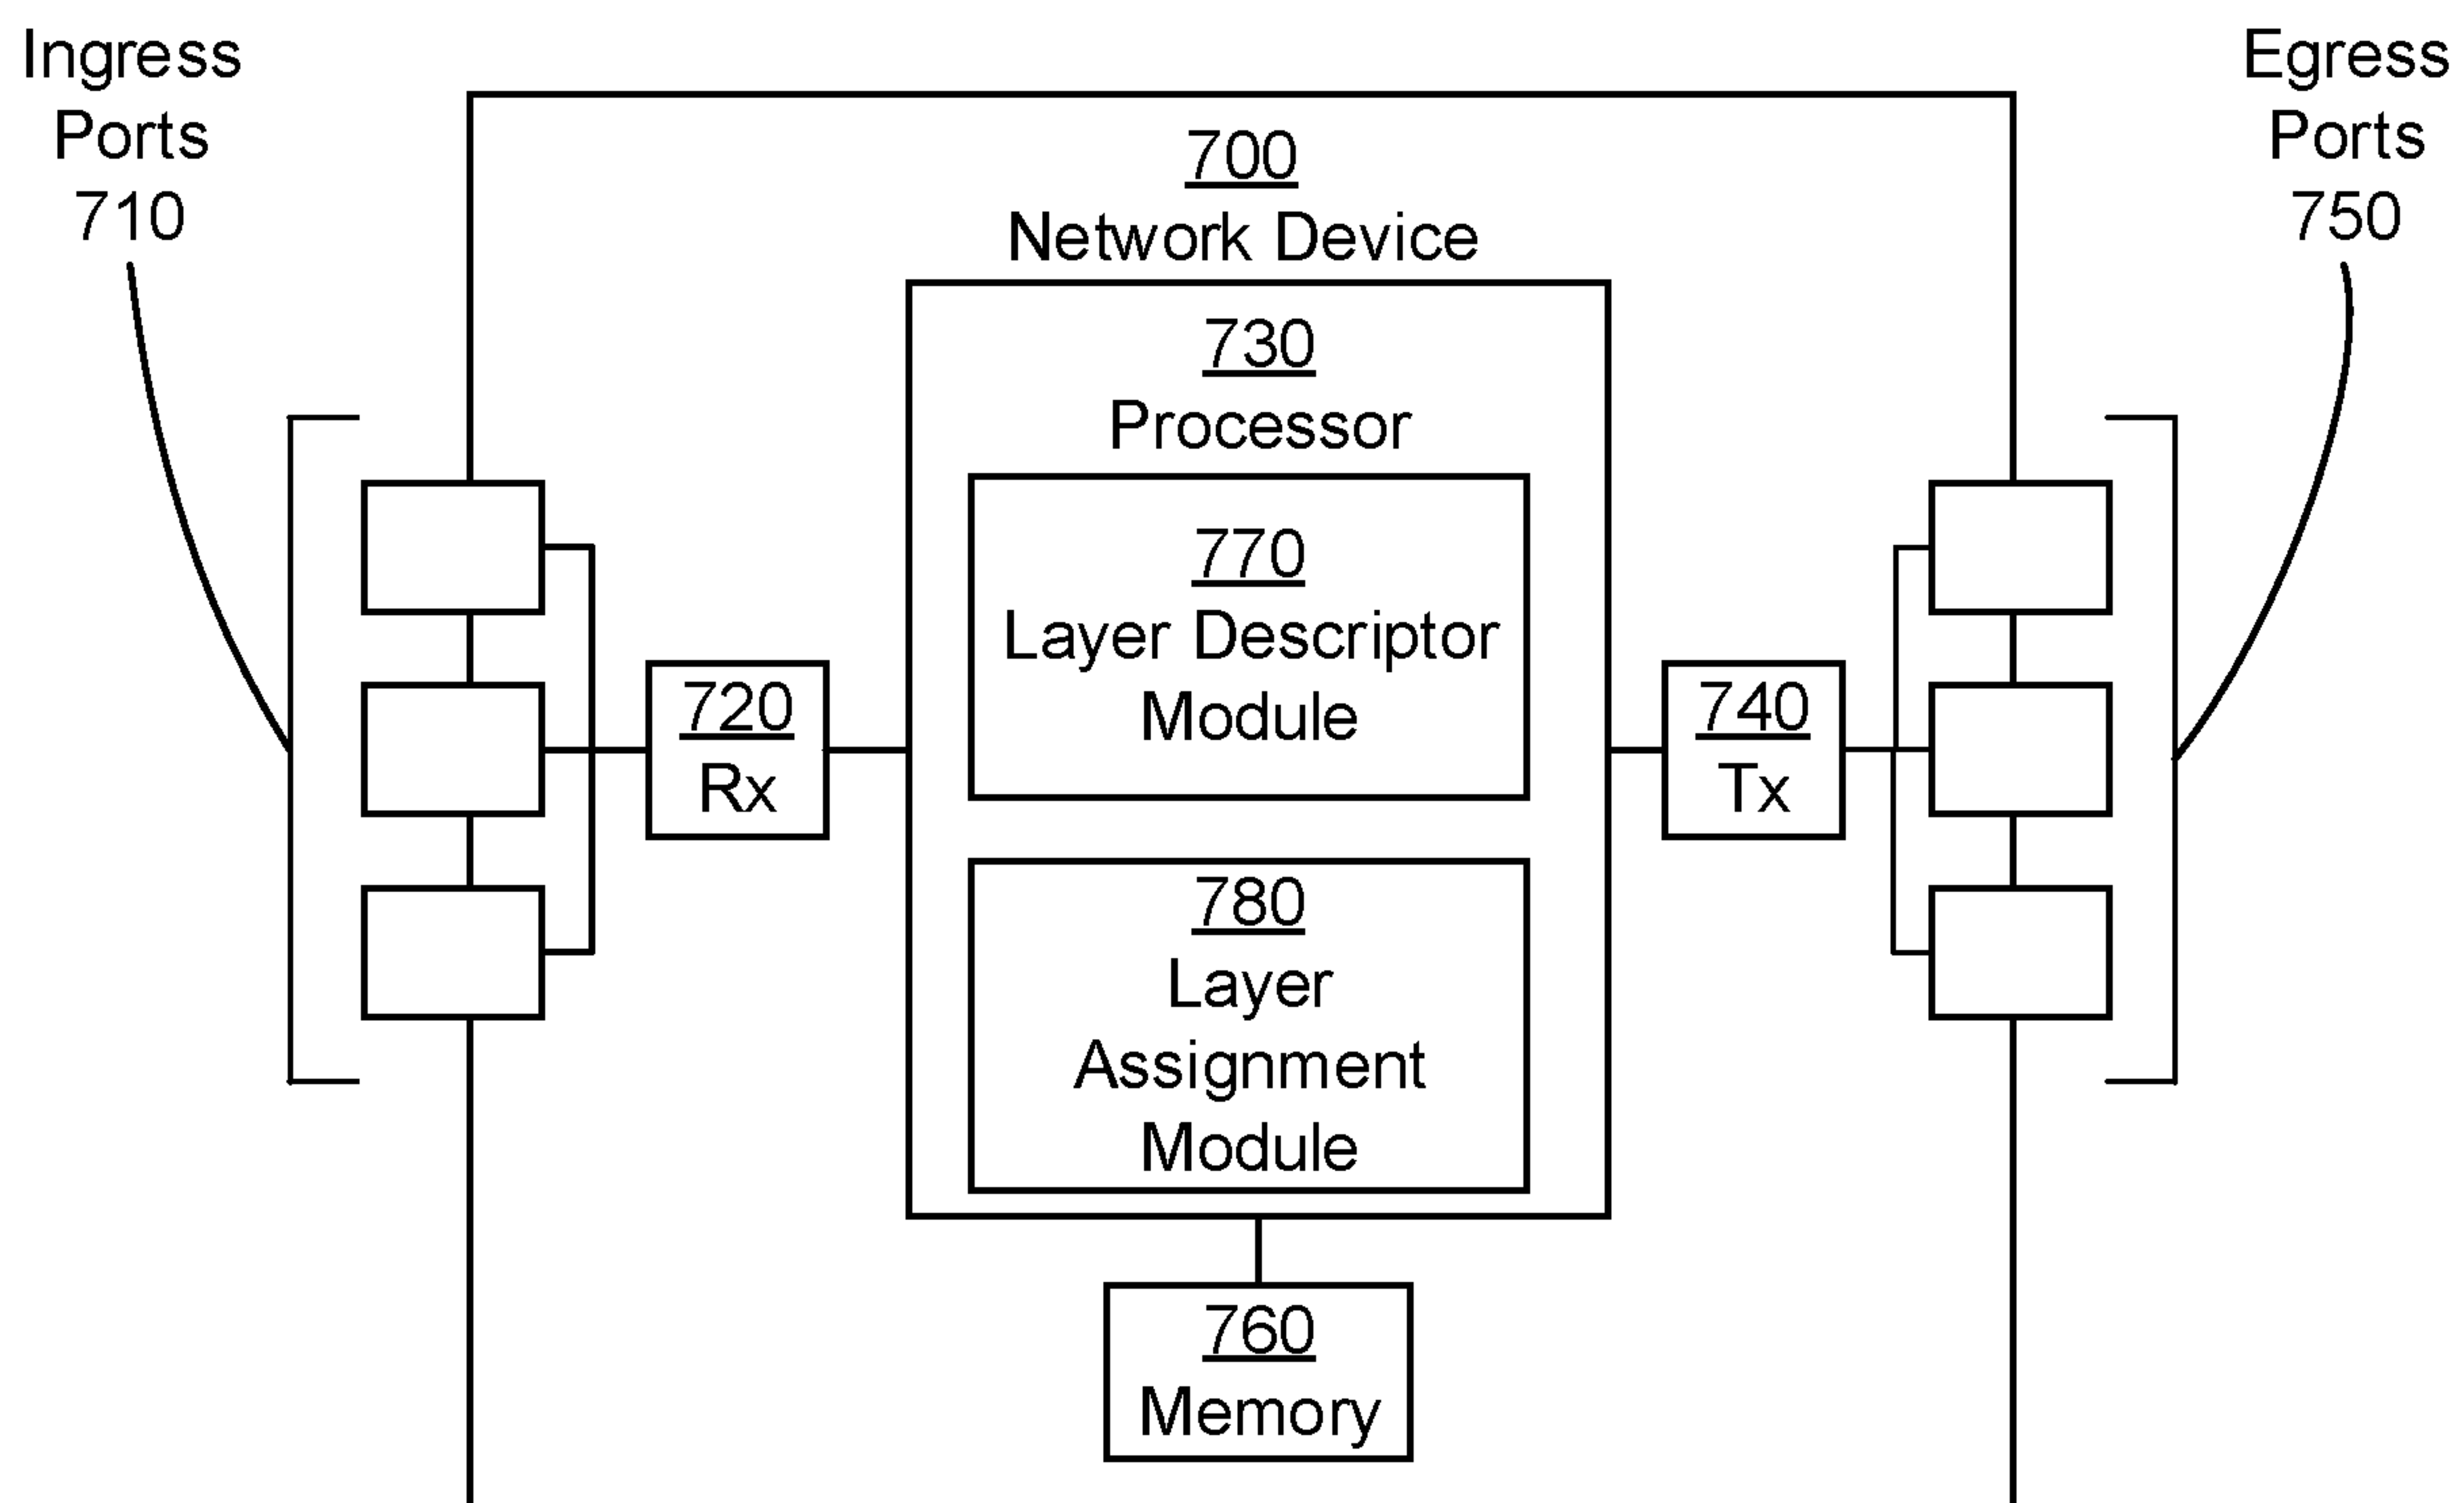 Ingress
Ports
710
Egress
Ports
750
700
Network Device
730
Processor
770
Layer Descriptor
Module
720
Rx
740
Tx
780
Layer
Assignment
Module
760
Memory